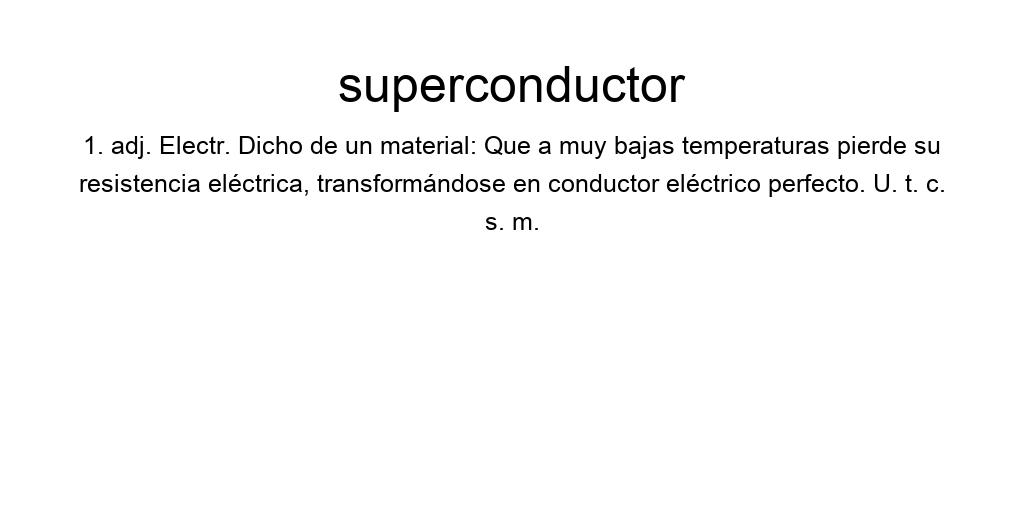 superconductor
1. adj. Electr. Dicho de un material: Que a muy bajas temperaturas pierde su
resistencia eléctrica, transformándose en conductor eléctrico perfecto. U. t. c.
s. m.